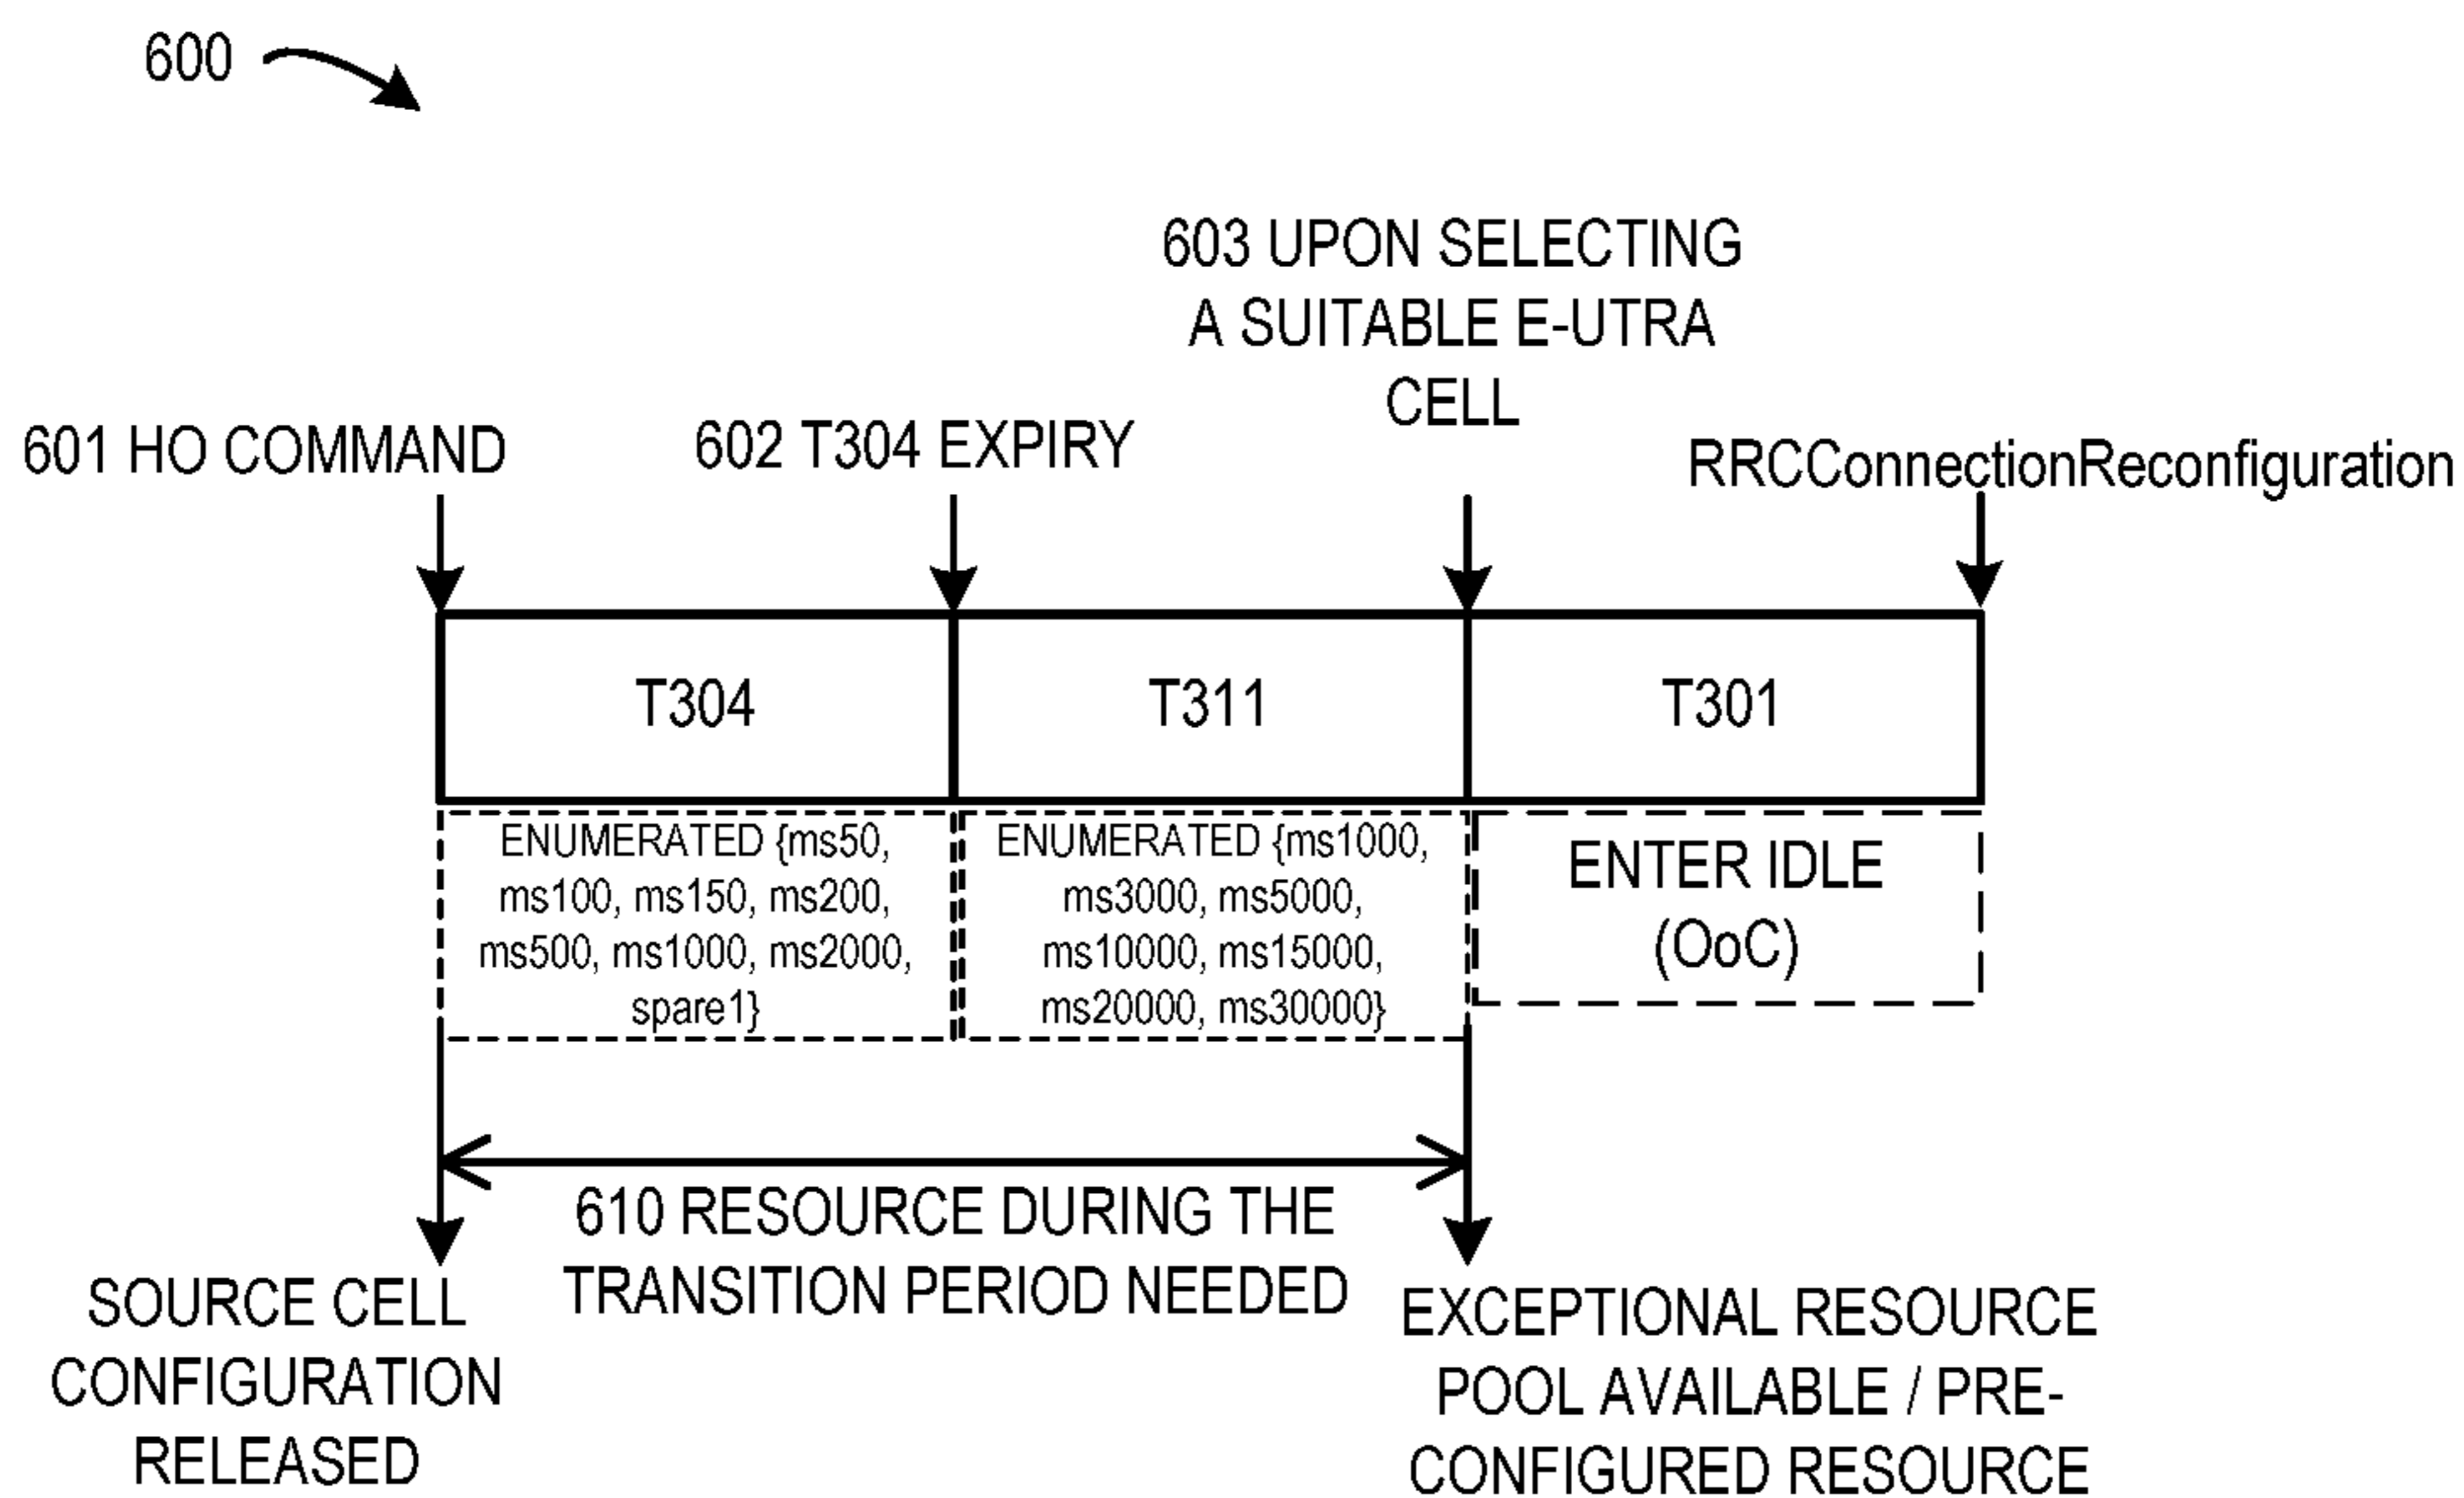 600
603 UPON SELECTING
A SUITABLE E-UTRA
CELL
601 HO COMMAND
602 T304 EXPIRY
RRCConnectionReconfiguration
T304
T311
T301
ENUMERATED {ms50,
ms100, ms150, ms200,
ms500, ms1000, ms2000,
spare1}
ENUMERATED {ms1000,
ms3000, ms5000,
ms10000, ms15000,
ms20000, ms30000}
ENTER IDLE
(OoC)
610 RESOURCE DURING THE
TRANSITION PERIOD NEEDED
SOURCE CELL
CONFIGURATION
RELEASED
EXCEPTIONAL RESOURCE
POOL AVAILABLE / PRE-
CONFIGURED RESOURCE